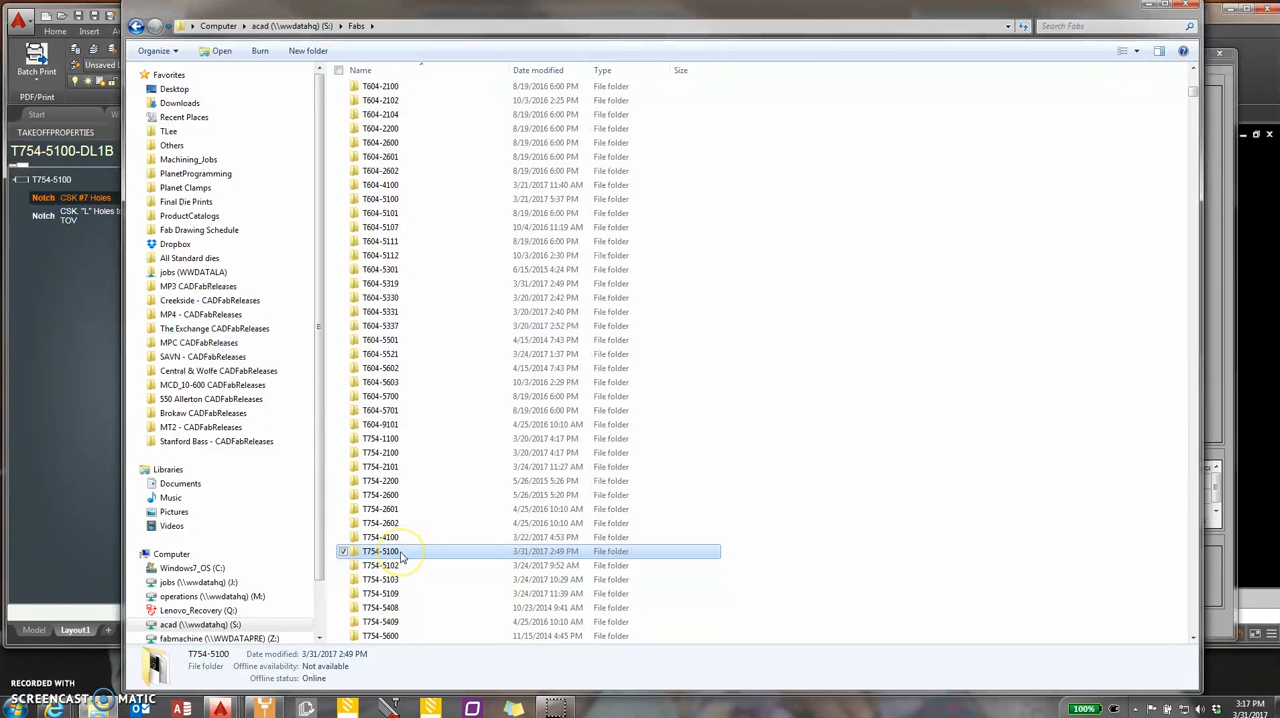 Computer ▸ acad (\\wwdatahq) (S:) ▸ Fabs ▸
Search Fabs
Organize ▾ Open Burn New folder
Home Insert
Batch Print
Unsaved L
PDF/Print
Start
TAKEOFFPROPERTIES
T754-5100-DL1B
T754-5100
Notch CSK #7 Holes
Notch CSK. "L" Holes to
TOV
Model Layout1 +
Favorites
Desktop
Downloads
Recent Places
TLee
Others
Machining_Jobs
PlanetProgramming
Planet Clamps
Final Die Prints
ProductCatalogs
Fab Drawing Schedule
Dropbox
All Standard dies
jobs (WWDATALA)
MP3 CADFabReleases
Creekside - CADFabReleases
MP4 - CADFabReleases
The Exchange CADFabReleases
MPC CADFabReleases
SAVN - CADFabReleases
Central & Wolfe CADFabReleases
MCD_10-600 CADFabReleases
550 Allerton CADFabReleases
Brokaw CADFabReleases
MT2 - CADFabReleases
Stanford Bass - CADFabReleases
Libraries
Documents
Music
Pictures
Videos
Computer
Windows7_OS (C:)
jobs (\\wwdatahq) (J:)
operations (\\wwdatahq) (M:)
Lenovo_Recovery (Q:)
acad (\\wwdatahq) (S:)
fabmachine (\\WWDATAPRE) (Z:)
Name Date modified Type Size
T604-2100 8/19/2016 6:00 PM File folder
T604-2102 10/3/2016 2:25 PM File folder
T604-2104 8/19/2016 6:00 PM File folder
T604-2200 8/19/2016 6:00 PM File folder
T604-2600 8/19/2016 6:00 PM File folder
T604-2601 8/19/2016 6:00 PM File folder
T604-2602 8/19/2016 6:00 PM File folder
T604-4100 3/21/2017 11:40 AM File folder
T604-5100 3/21/2017 5:37 PM File folder
T604-5101 8/19/2016 6:00 PM File folder
T604-5107 10/4/2016 11:19 AM File folder
T604-5111 8/19/2016 6:00 PM File folder
T604-5112 10/3/2016 2:30 PM File folder
T604-5301 6/15/2015 4:24 PM File folder
T604-5319 3/31/2017 2:49 PM File folder
T604-5330 3/20/2017 2:42 PM File folder
T604-5331 3/20/2017 2:40 PM File folder
T604-5337 3/20/2017 2:52 PM File folder
T604-5501 4/15/2014 7:43 PM File folder
T604-5521 3/24/2017 1:37 PM File folder
T604-5602 4/15/2014 7:43 PM File folder
T604-5603 10/3/2016 2:29 PM File folder
T604-5700 8/19/2016 6:00 PM File folder
T604-5701 8/19/2016 6:00 PM File folder
T604-9101 4/25/2016 10:10 AM File folder
T754-1100 3/20/2017 4:17 PM File folder
T754-2100 3/20/2017 4:17 PM File folder
T754-2101 3/24/2017 11:27 AM File folder
T754-2200 5/26/2015 5:16 PM File folder
T754-2600 5/26/2015 5:20 PM File folder
T754-2601 4/25/2016 10:10 AM File folder
T754-2602 4/25/2016 10:10 AM File folder
T754-4100 3/22/2017 4:53 PM File folder
T754-5100 3/31/2017 2:49 PM File folder
T754-5102 3/24/2017 9:52 AM File folder
T754-5103 3/24/2017 10:29 AM File folder
T754-5109 3/24/2017 11:39 AM File folder
T754-5408 10/23/2014 9:41 AM File folder
T754-5409 4/25/2016 10:10 AM File folder
T754-5600 11/15/2014 4:45 PM File folder
T754-5100 Date modified: 3/31/2017 2:49 PM
File folder Offline availability: Not available
Offline status: Online
RECORDED WITH
SCREENCAST MATIC
100%
3:17 PM
3/31/2017